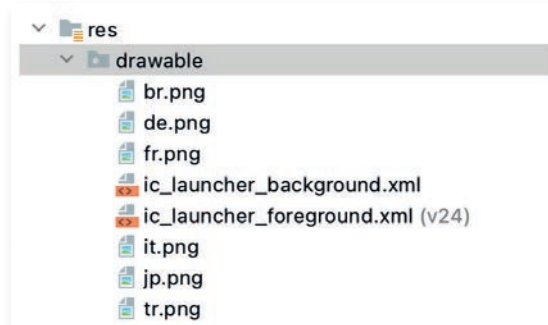 res
drawable
br.png
de.png
fr.png
ic_launcher_background.xml
ic_launcher_foreground.xml (v24)
it.png
jp.png
tr.png